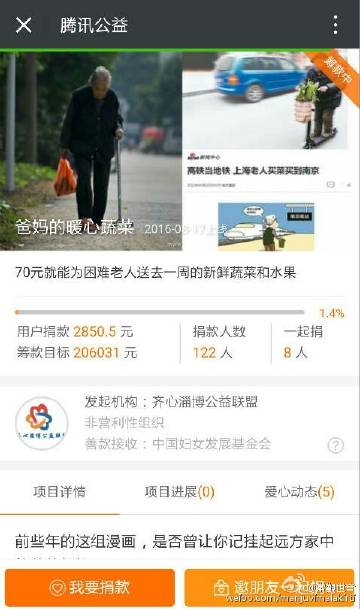 腾讯公益
筹款中
新闻中心
高铁当地铁 上海老人买菜买到南京
爸妈的暖心蔬菜 2016-08-17上线
70元就能为困难老人送去一周的新鲜蔬菜和水果
1.4%
用户捐款 2850.5 元
捐款人数
一起捐
筹款目标 206031 元
122 人
8 人
发起机构：齐心淄博公益联盟
非营利性组织
善款接收：中国妇女发展基金会
项目详情
项目进展(0)
爱心动态(5)
前些年的这组漫画，是否曾让你记挂起远方家中
我要捐款
邀朋友一起捐